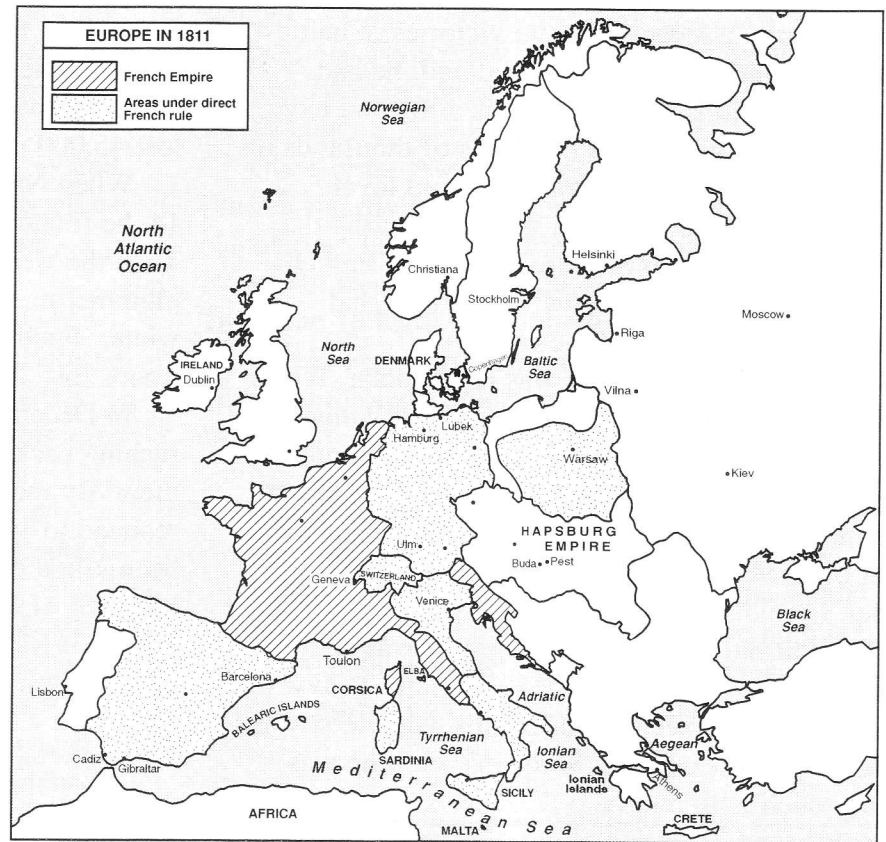 EUROPE IN 1811
French Empire
Areas under direct
French rule
Norwegian
Sea
North
Atlantic
Ocean
Helsinki
Christiana
Stockholm
Moscow
Riga
North
Sea
DENMARK
Copenhagen
Baltic
Sea
IRELAND
Dublin
Vilna
Lubek
Hamburg
Warsaw
Kiev
HAPSBURG
EMPIRE
Ulm
Buda
Pest
Geneva
SWITZERLAND
Venice
Black
Sea
Toulon
Barcelona
ELBA
CORSICA
Lisbon
BALEARIC ISLANDS
Adriatic
Tyrrhenian
Sea
Ionian
Sea
Aegean
SARDINIA
Cadiz
Gibraltar
Mediterranean Sea
Ionian
Islands
Athens
SICILY
AFRICA
MALTA
CRETE